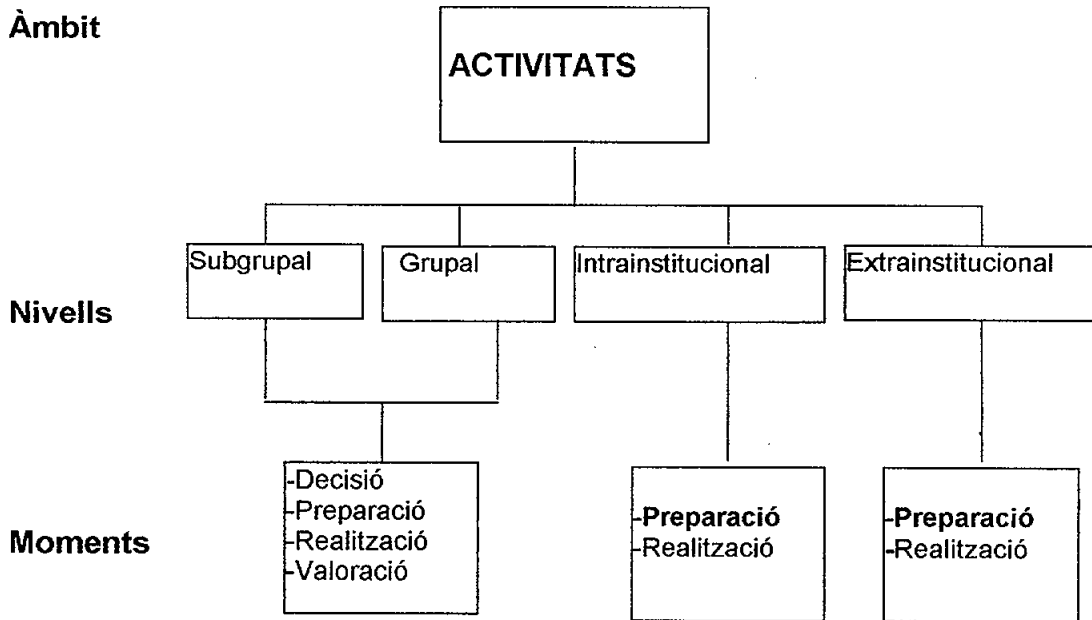 Àmbit
ACTIVITATS
Nivells
Subgrupal
Grupal
Intrainstitucional
Extrainstitucional
Moments
-Decisió
-Preparació
-Realització
-Valoració
-Preparació
-Realització
-Preparació
-Realització